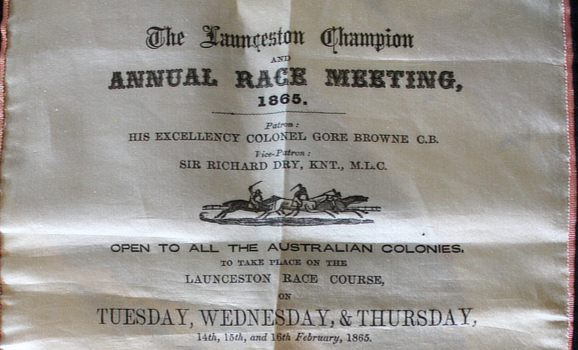 The Launceston Champion
AND
ANNUAL RACE MEETING,
1865.
Patron:
HIS EXCELLENCY COLONEL GORE BROWNE C.B.
Vice-Patron:
SIR RICHARD DRY, KNT., M.L.C.
OPEN TO ALL THE AUSTRALIAN COLONIES.
TO TAKE PLACE ON THE
LAUNCESTON RACE COURSE,
ON
TUESDAY, WEDNESDAY, & THURSDAY,
14th, 15th, and 16th February, 1865.